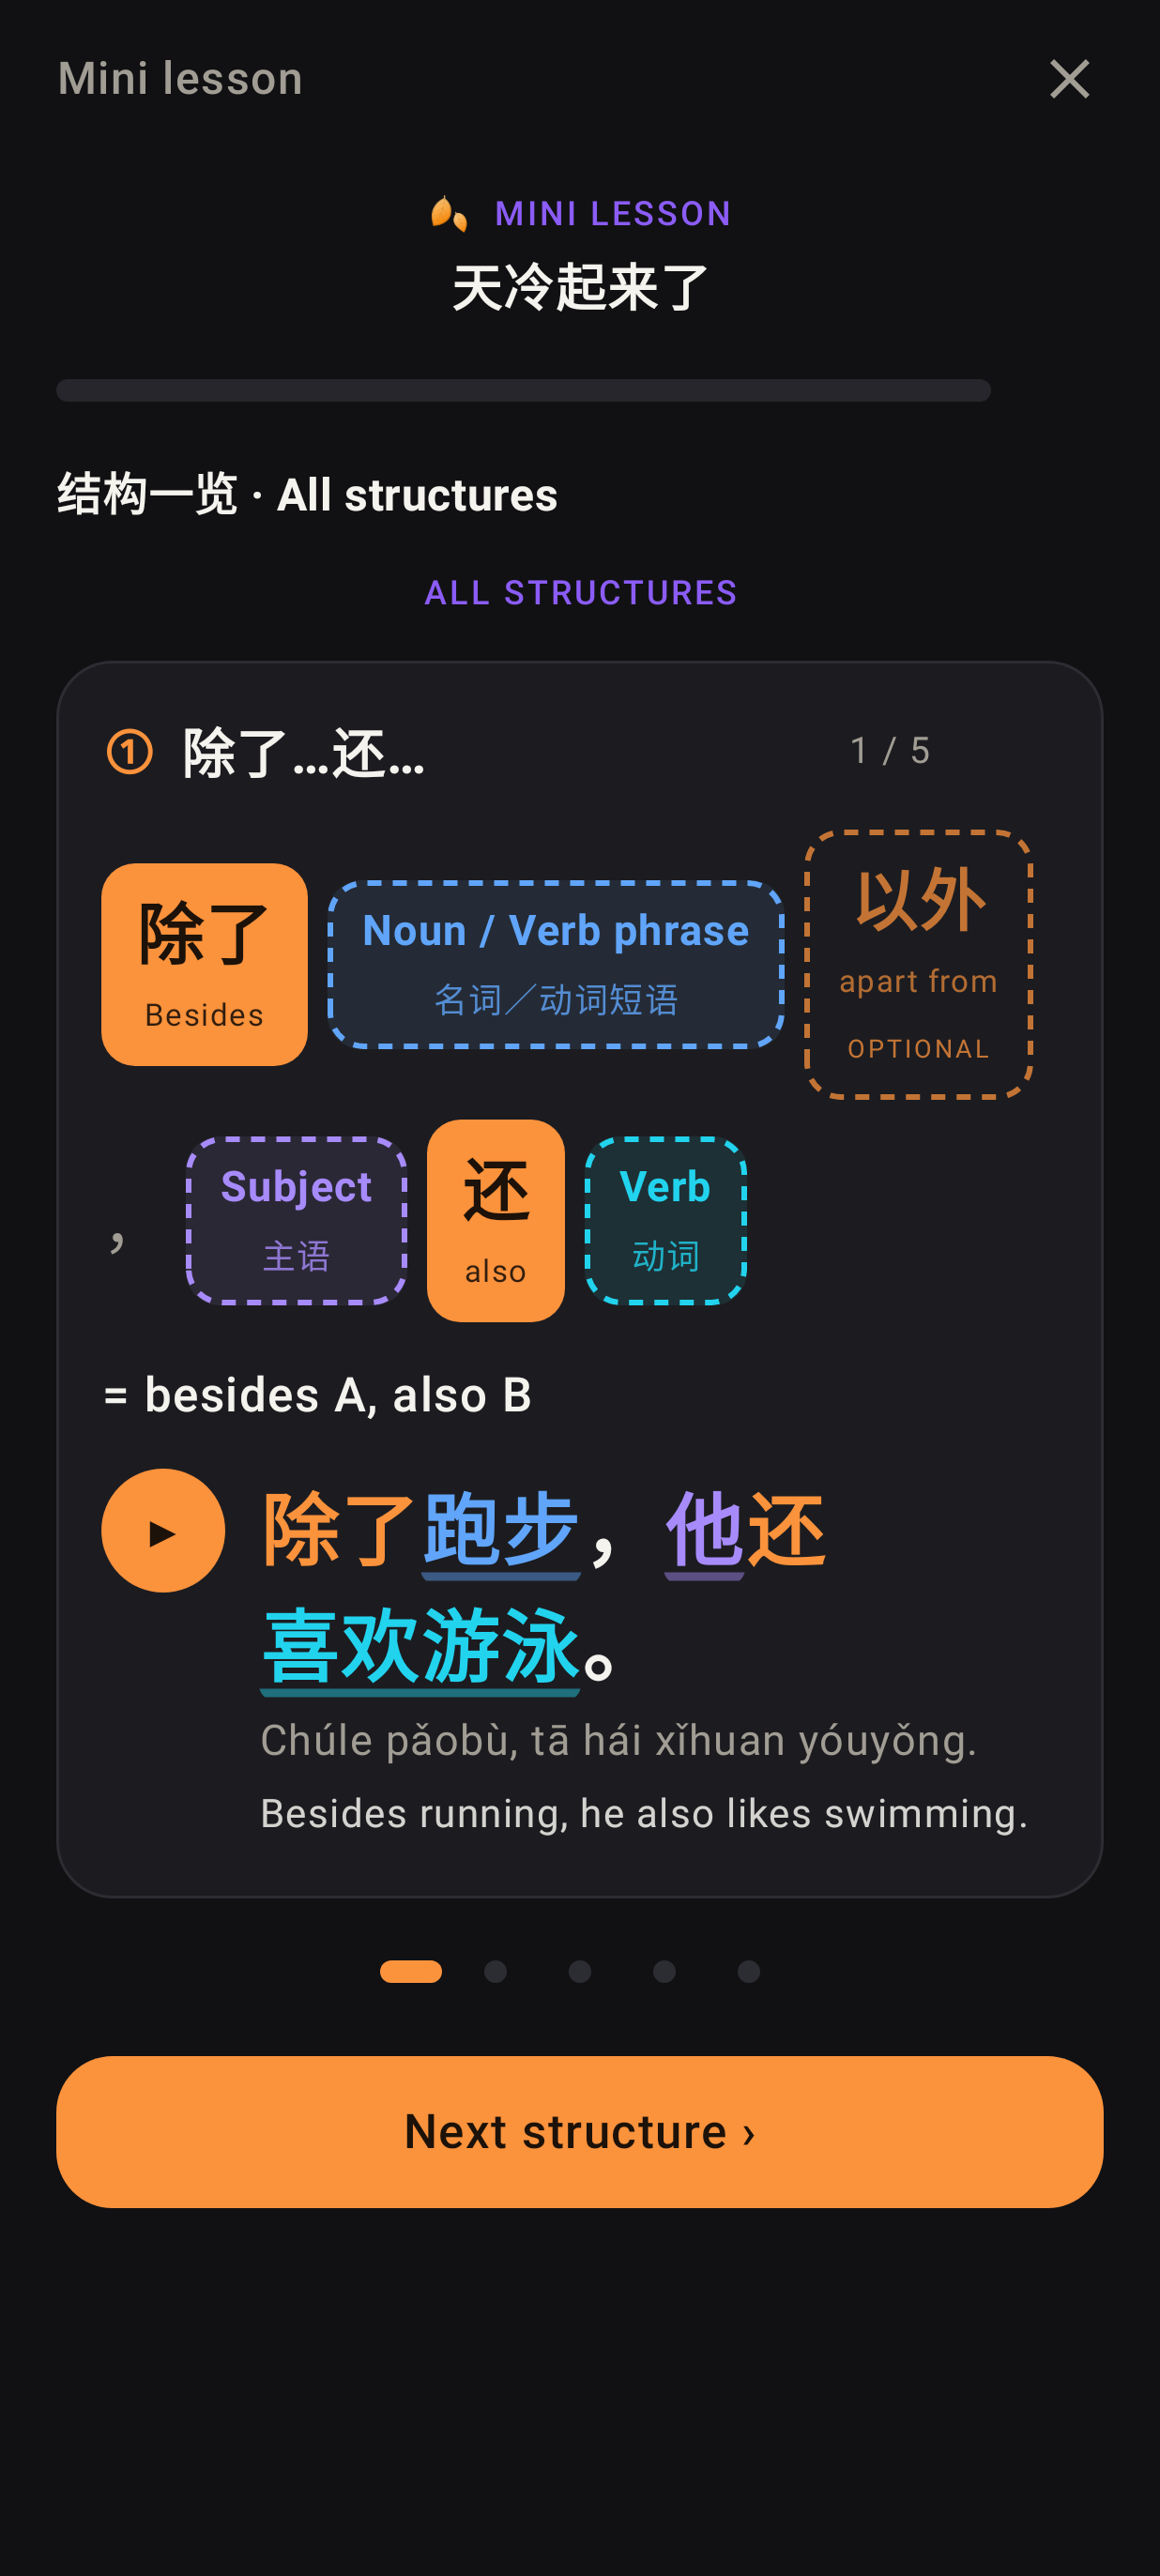 Mini lesson
MINI LESSON
天冷起来了
结构一览 · All structures
ALL STRUCTURES
① 除了…还… 1 / 5
除了
Besides
Noun / Verb phrase
名词／动词短语
以外
apart from
OPTIONAL
，
Subject
主语
还
also
Verb
动词
= besides A, also B
除了跑步，他还
喜欢游泳。
Chúle pǎobù, tā hái xǐhuan yóuyǒng.
Besides running, he also likes swimming.
Next structure ›